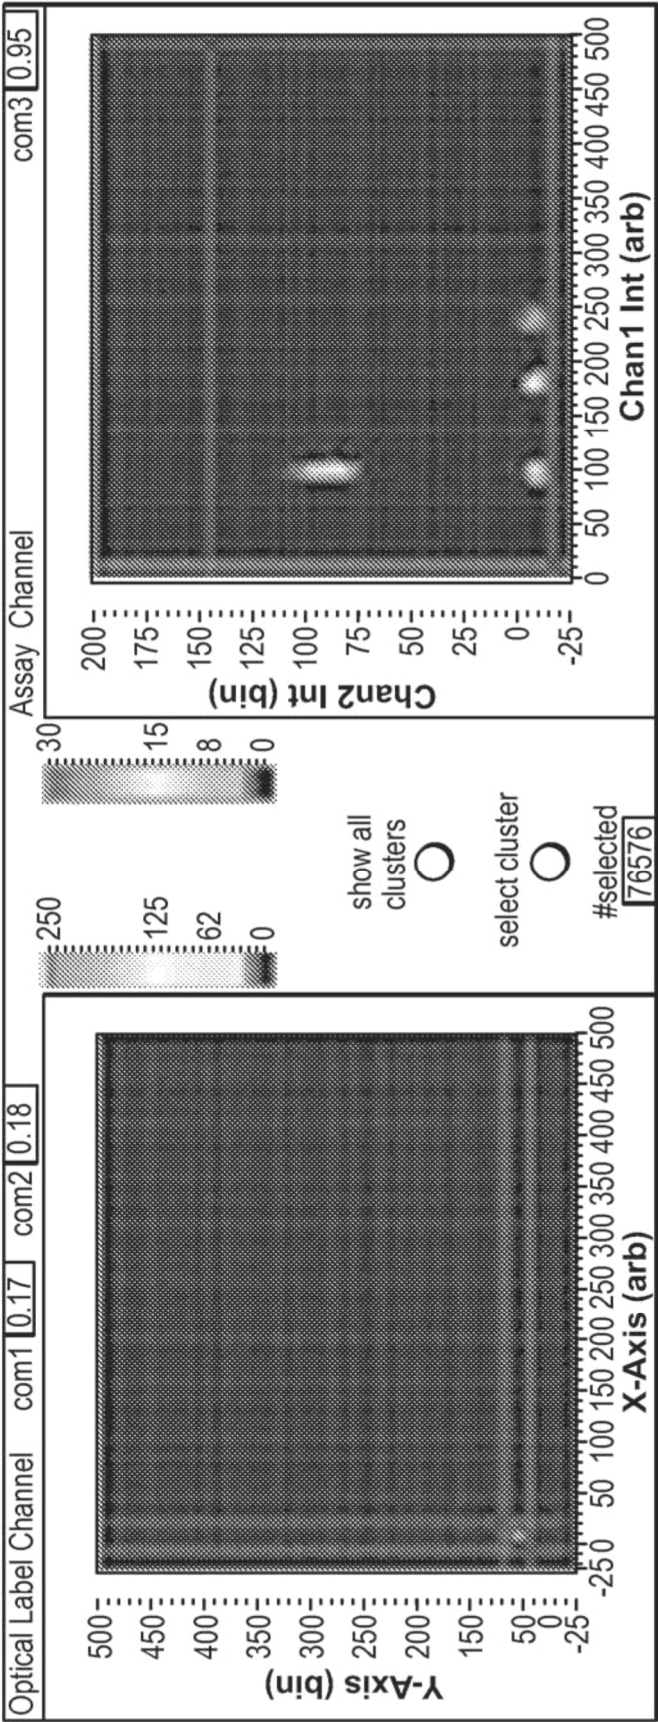 Optical Label Channel com1 0.17 com2 0.18
500
450
400
350
300
250
200
150
50
0
-25
Y-Axis (bin)
-25 0 50 100 150 200 250 300 350 400 450 500
X-Axis (arb)
250
125
62
0
30
15
8
0
show all
clusters
select cluster
#selected
76576
Assay Channel com3 0.95
200
175
150
125
100
75
50
25
0
-25
Chan2 Int (bin)
0 50 100 150 200 250 300 350 400 450 500
Chan1 Int (arb)